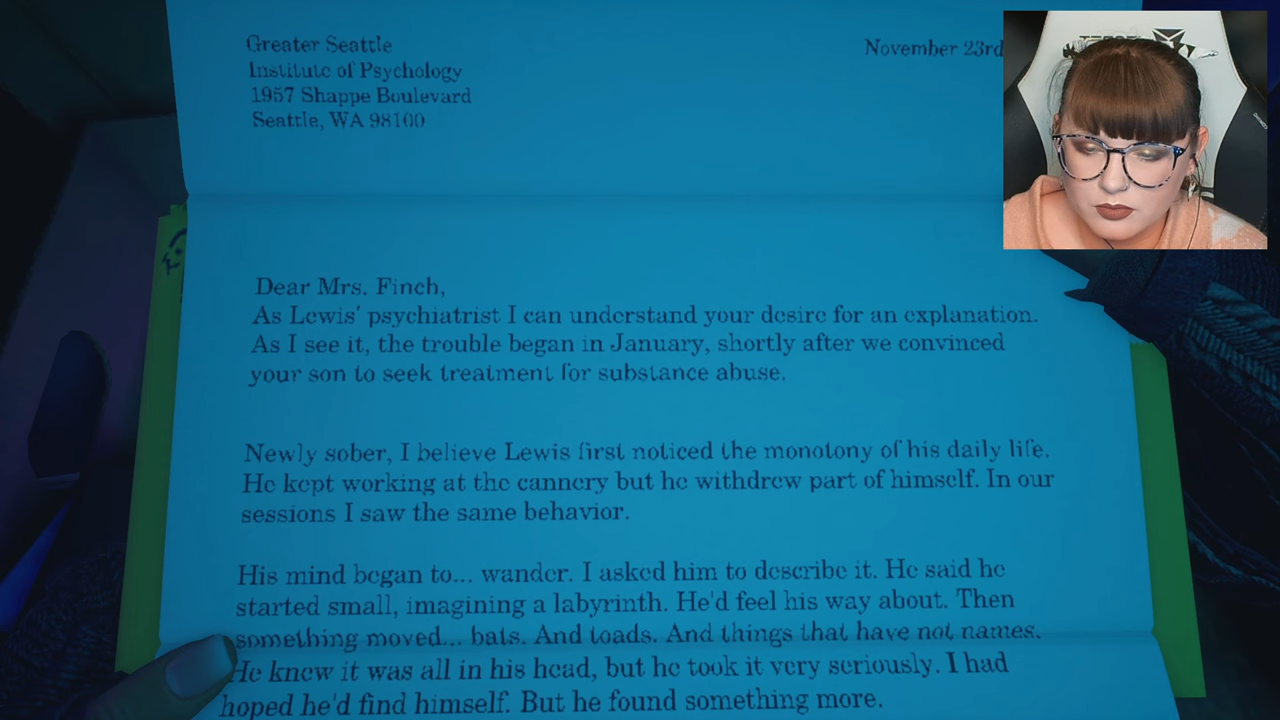 Greater Seattle
November 23rd
Institute of Psychology
1957 Shappe Boulevard
Seattle, WA 98100
Dear Mrs. Finch,
As Lewis' psychiatrist I can understand your desire for an explanation.
As I see it, the trouble began in January, shortly after we convinced
your son to seek treatment for substance abuse.
Newly sober, I believe Lewis first noticed the monotony of his daily life.
He kept working at the cannery but he withdrew part of himself. In our
sessions I saw the same behavior.
His mind began to... wander. I asked him to describe it. He said he
started small, imagining a labyrinth. He'd feel his way about. Then
something moved... bats. And toads. And things that have not names.
He knew it was all in his head, but he took it very seriously. I had
hoped he'd find himself. But he found something more.